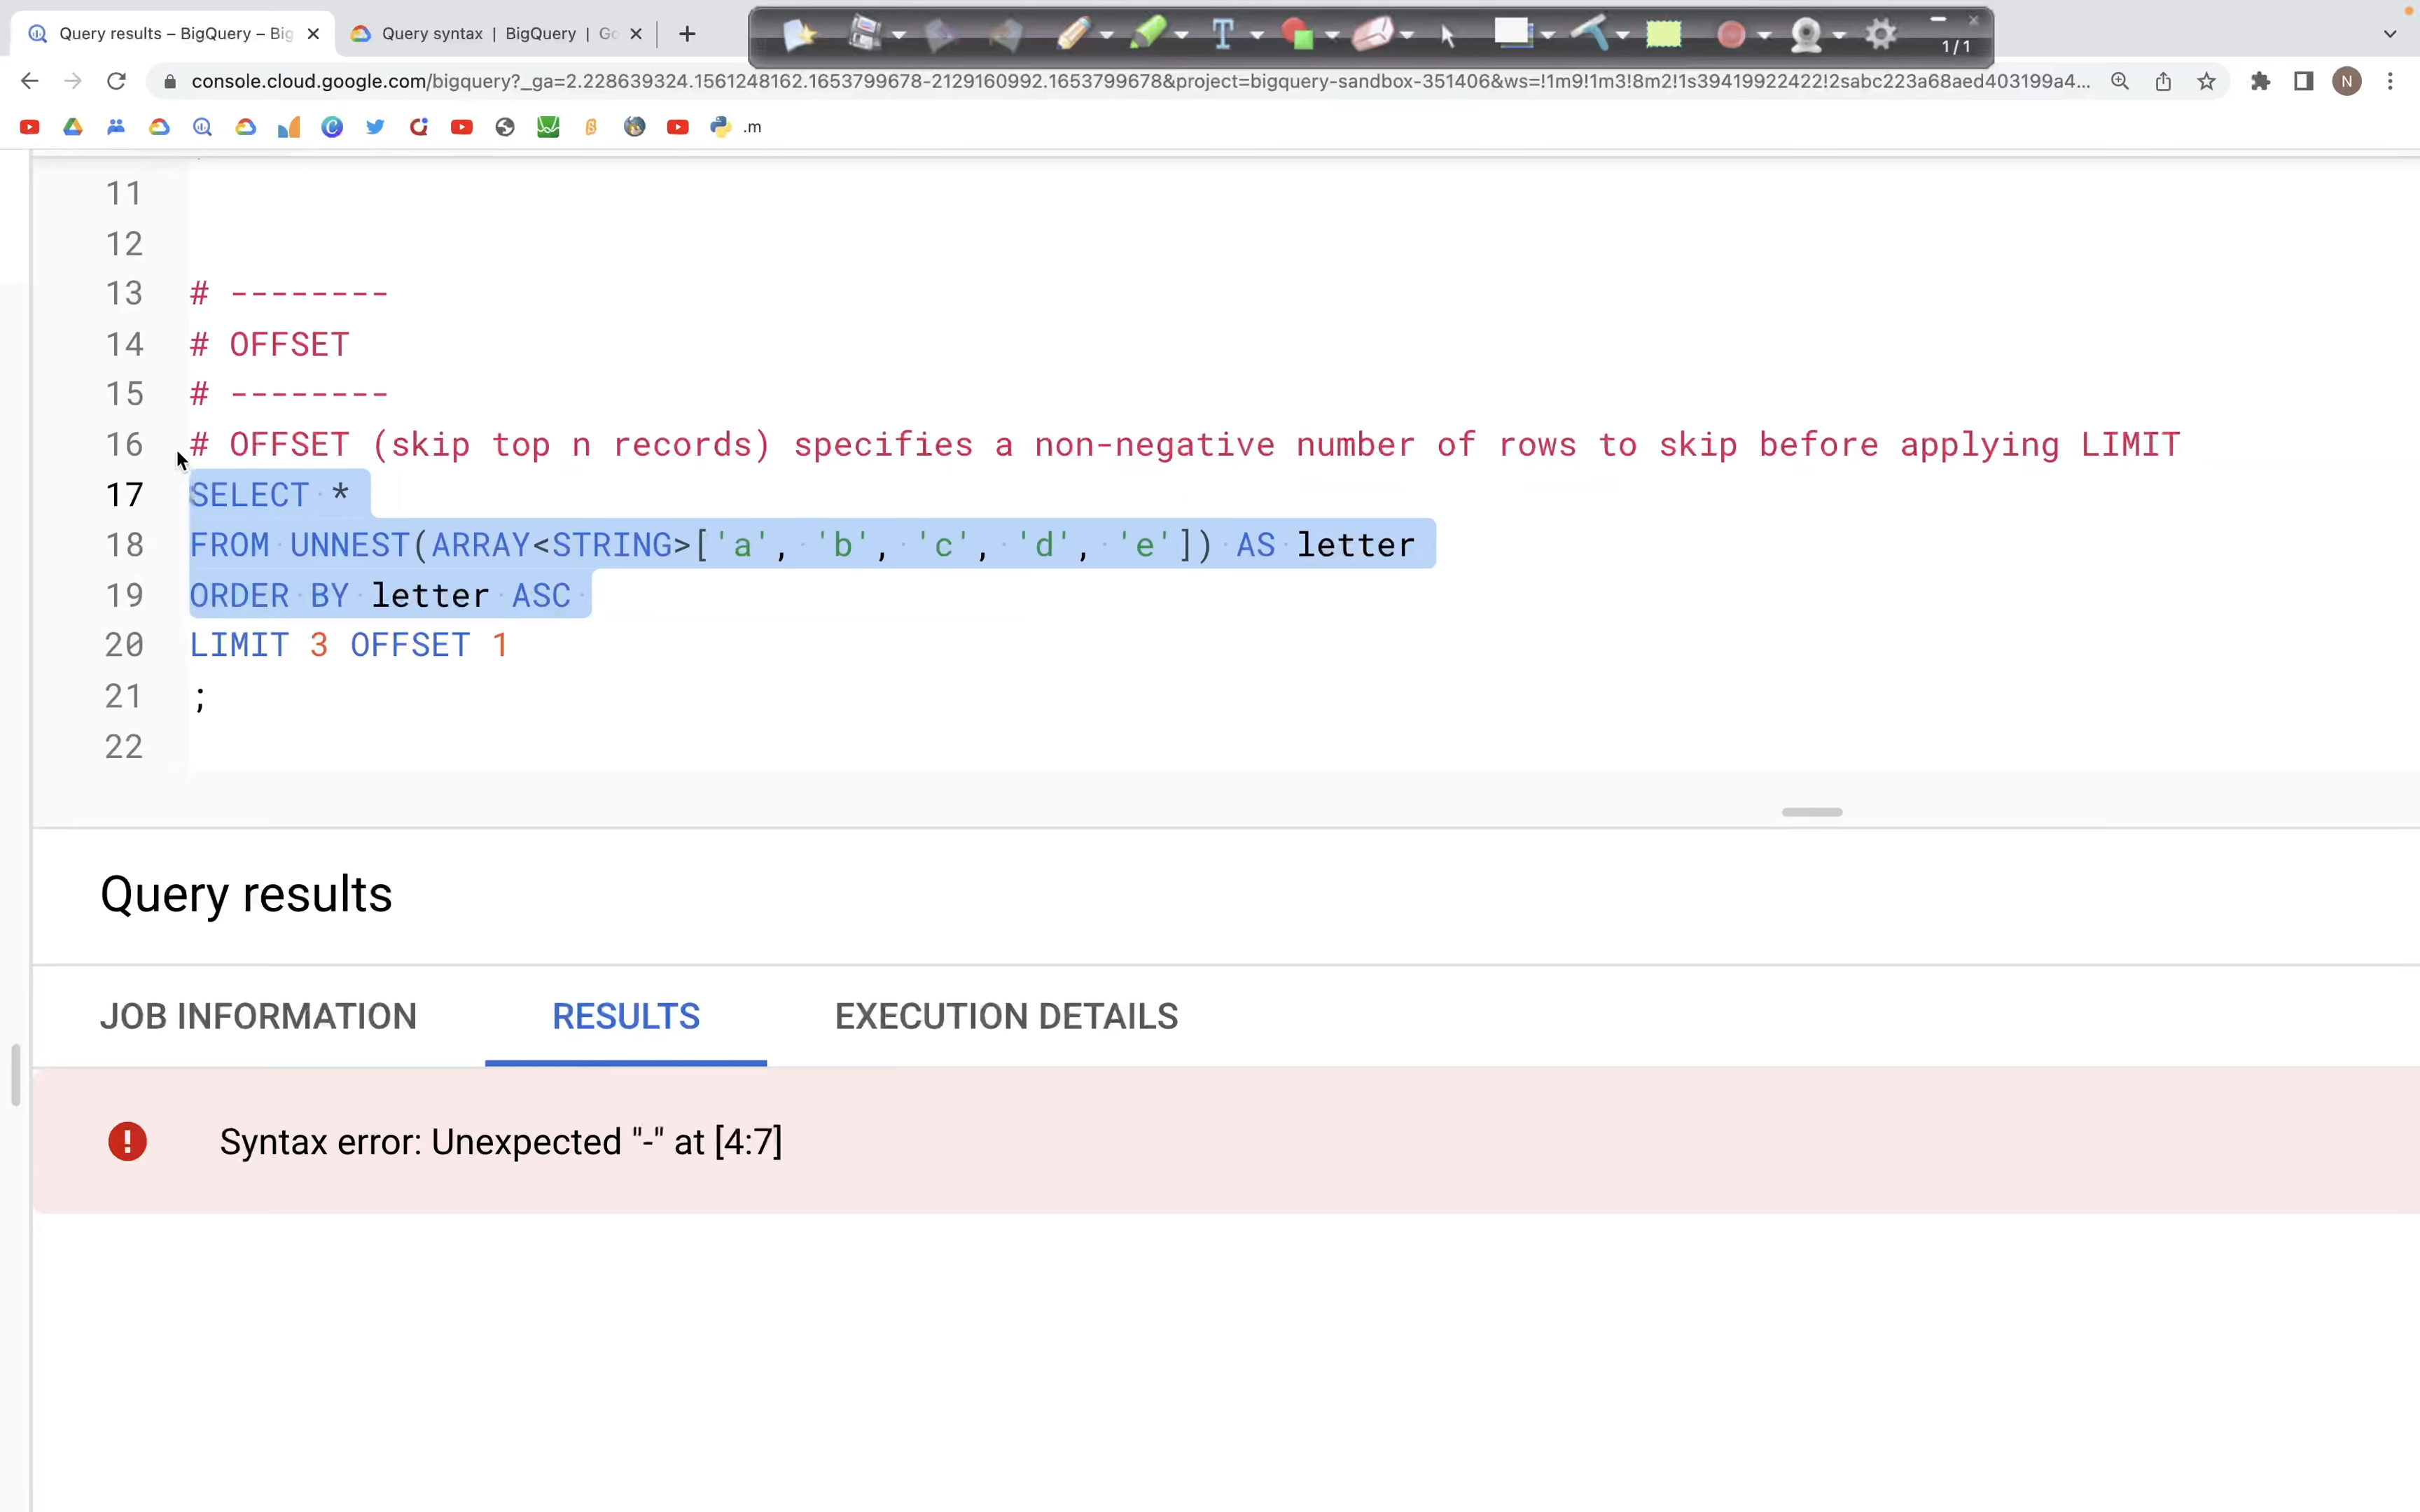 Query results – BigQuery – Big
Query syntax | BigQuery | Go
1/1
console.cloud.google.com/bigquery?_ga=2.228639324.1561248162.1653799678-2129160992.1653799678&project=bigquery-sandbox-351406&ws=!1m9!1m3!8m2!1s39419922422!2sabc223a68aed403199a4...
N
.m
11
12
13 # --------
14 # OFFSET
15 # --------
16 # OFFSET (skip top n records) specifies a non-negative number of rows to skip before applying LIMIT
17 SELECT *
18 FROM UNNEST(ARRAY<STRING>['a', 'b', 'c', 'd', 'e']) AS letter
19 ORDER BY letter ASC
20 LIMIT 3 OFFSET 1
21 ;
22
Query results
JOB INFORMATION RESULTS EXECUTION DETAILS
Syntax error: Unexpected "-" at [4:7]